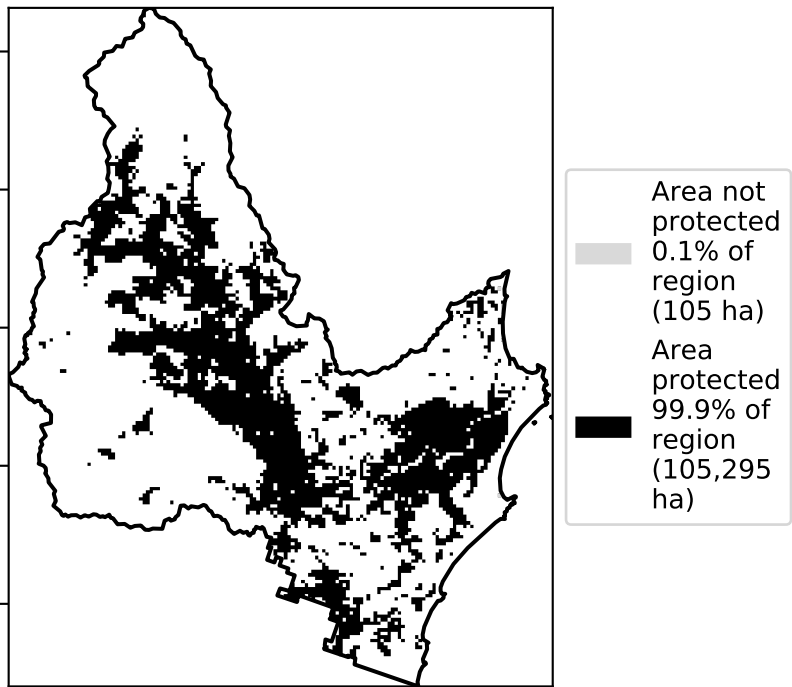 Area not
protected
0.1% of
region
(105 ha)
Area
protected
99.9% of
region
(105,295
ha)